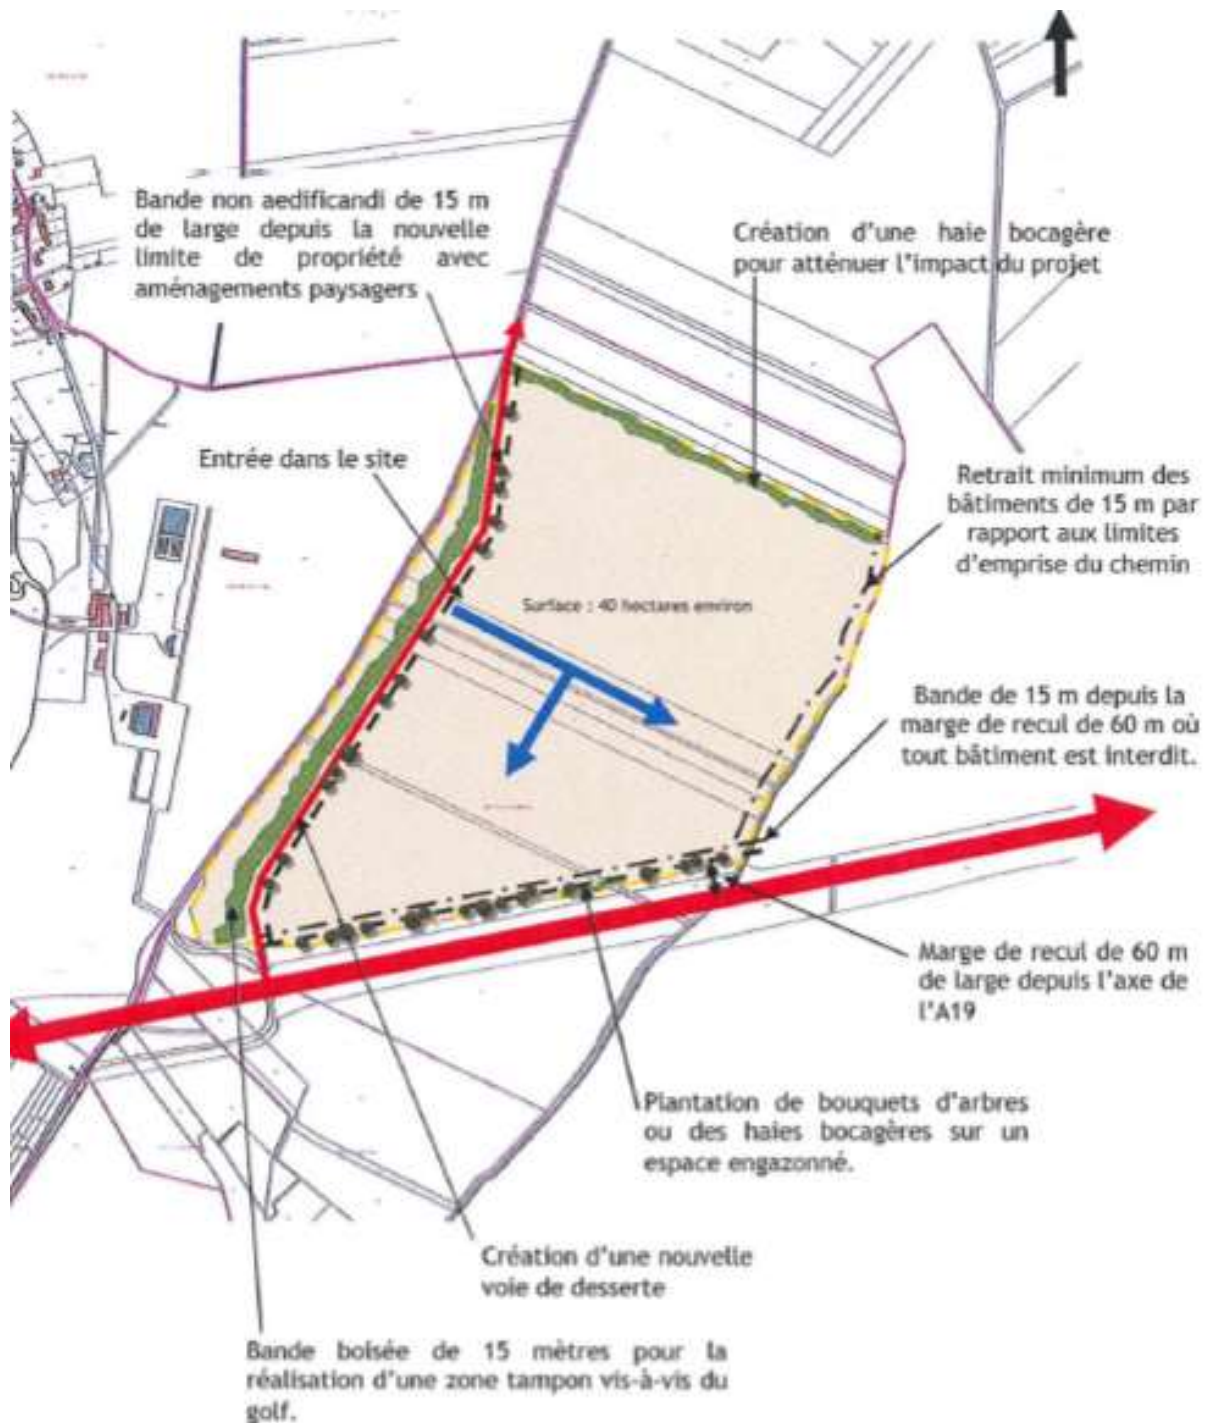 Bande non aedificandi de 15 m
de large depuis la nouvelle
limite de propriété avec
aménagements paysagers
Création d'une haie bocagère
pour atténuer l'impact du projet
Entrée dans le site
Retrait minimum des
bâtiments de 15 m par
rapport aux limites
d'emprise du chemin
Surface : 40 hectares environ
Bande de 15 m depuis la
marge de recul de 60 m où
tout bâtiment est interdit.
Marge de recul de 60 m
de large depuis l'axe de
l'A19
Plantation de bouquets d'arbres
ou des haies bocagères sur un
espace engazonné.
Création d'une nouvelle
voie de desserte
Bande boisée de 15 mètres pour la
réalisation d'une zone tampon vis-à-vis du
golf.